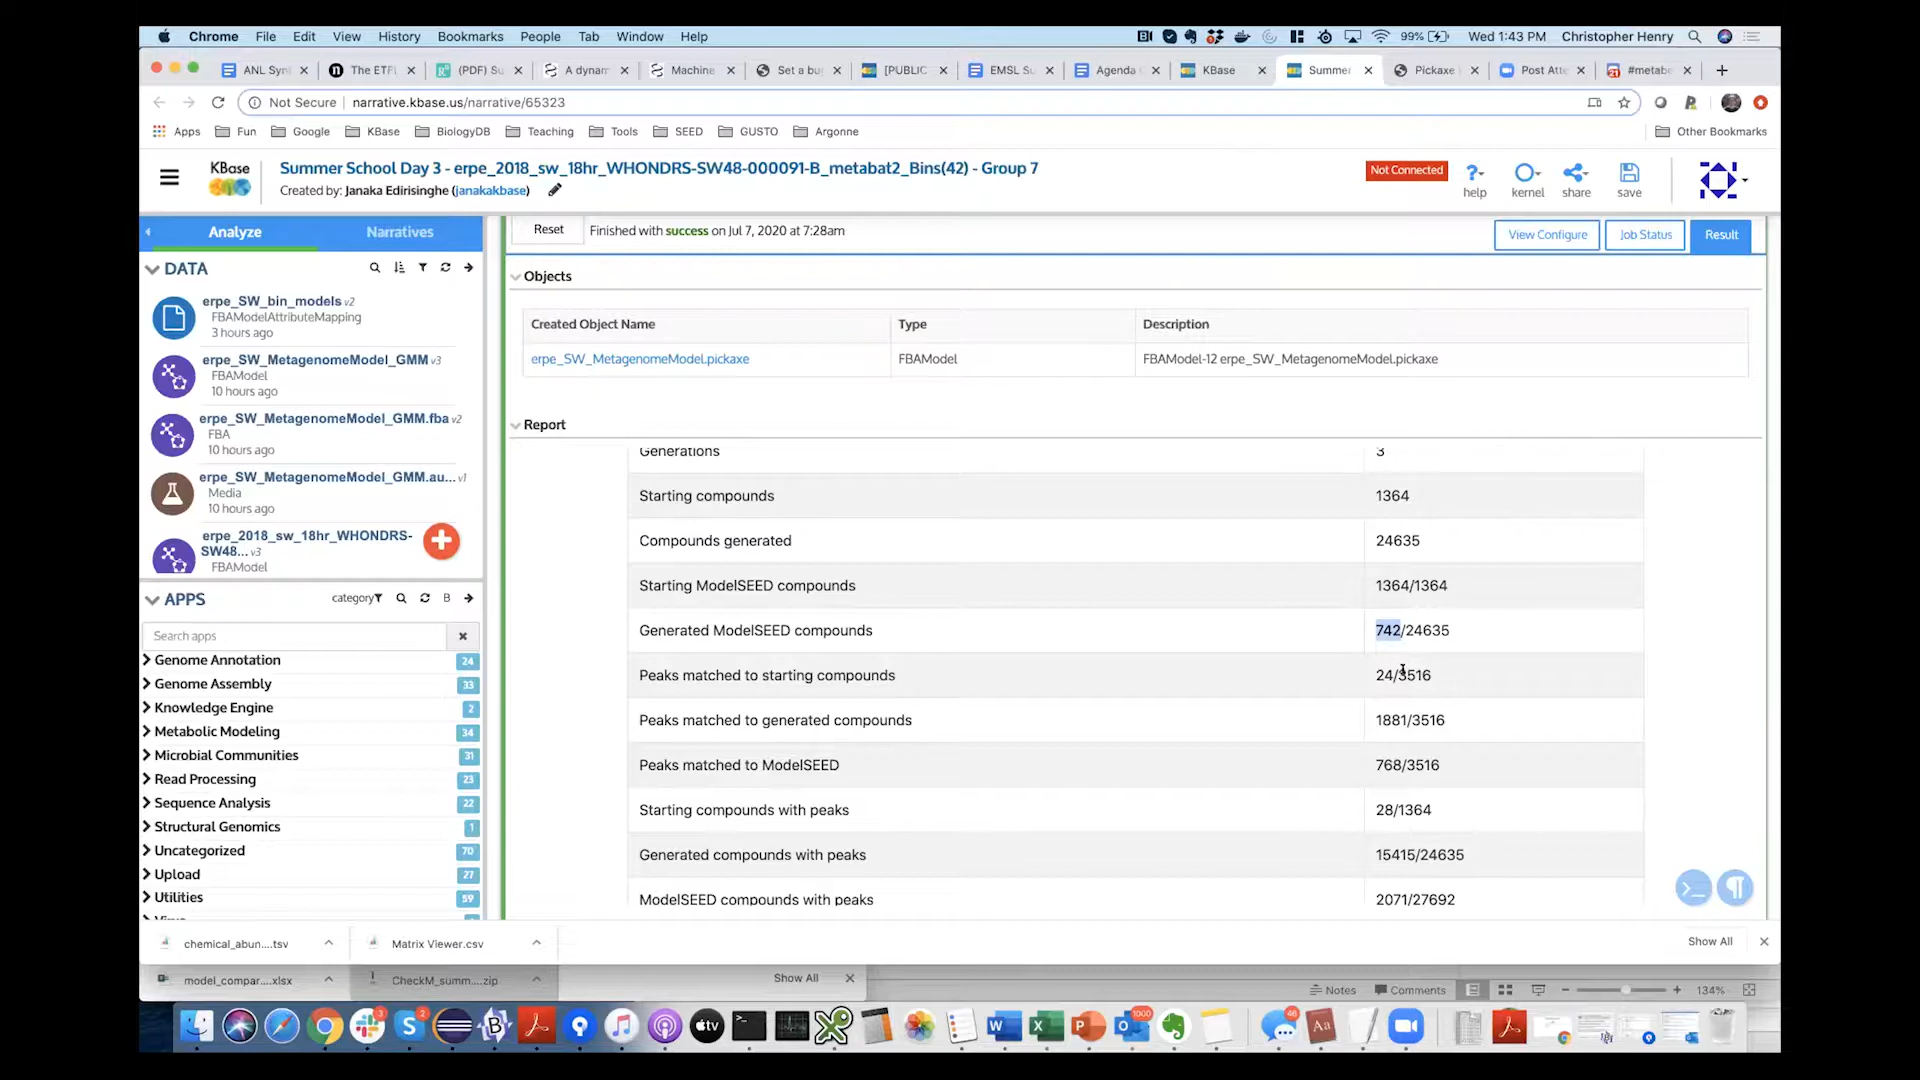 Chrome File Edit View History Bookmarks People Tab Window Help 99% Wed 1:43 PM Christopher Henry
ANL Syn The ETFL (PDF) Su A dynam Machine Set a bu [PUBLIC EMSL Su Agenda KBase Summer Pickaxe Post Atte #metabe
Not Secure narrative.kbase.us/narrative/65323
Apps Fun Google KBase BiologyDB Teaching Tools SEED GUSTO Argonne Other Bookmarks
KBase
Summer School Day 3 - erpe_2018_sw_18hr_WHONDRS-SW48-000091-B_metabat2_Bins(42) - Group 7
Created by: Janaka Edirisinghe (janakakbase)
Not Connected
help kernel share save
Analyze Narratives
Reset Finished with success on Jul 7, 2020 at 7:28am
View Configure Job Status Result
DATA
erpe_SW_bin_models v2
FBAModelAttributeMapping
3 hours ago
erpe_SW_MetagenomeModel_GMM v3
FBAModel
10 hours ago
erpe_SW_MetagenomeModel_GMM.fba v2
FBA
10 hours ago
erpe_SW_MetagenomeModel_GMM.au... v1
Media
10 hours ago
erpe_2018_sw_18hr_WHONDRS-
SW48... v3
FBAModel
APPS category B
Search apps
Genome Annotation 24
Genome Assembly 33
Knowledge Engine 2
Metabolic Modeling 34
Microbial Communities 31
Read Processing 23
Sequence Analysis 22
Structural Genomics 1
Uncategorized 70
Upload 27
Utilities 59
Objects
Created Object Name Type Description
erpe_SW_MetagenomeModel.pickaxe FBAModel FBAModel-12 erpe_SW_MetagenomeModel.pickaxe
Report
Generations 3
Starting compounds 1364
Compounds generated 24635
Starting ModelSEED compounds 1364/1364
Generated ModelSEED compounds 742/24635
Peaks matched to starting compounds 24/3516
Peaks matched to generated compounds 1881/3516
Peaks matched to ModelSEED 768/3516
Starting compounds with peaks 28/1364
Generated compounds with peaks 15415/24635
ModelSEED compounds with peaks 2071/27692
chemical_abun....tsv Matrix Viewer.csv Show All
model_compar....xlsx CheckM_summ....zip Show All
Notes Comments 134%